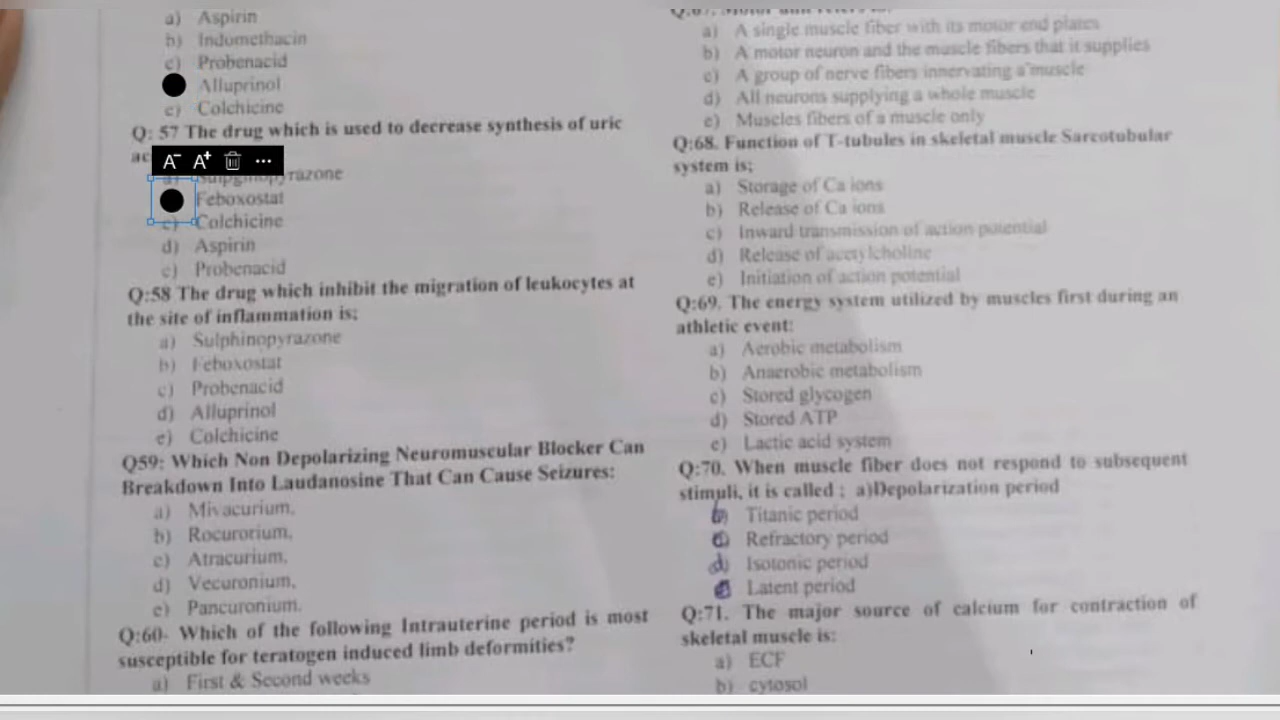 a) Aspirin
b) Indomethacin
c) Probenacid
Alluprinol
e) Colchicine
Q: 57 The drug which is used to decrease synthesis of uric
ac
A- A+ ...
razone
Feboxostat
c) Colchicine
d) Aspirin
e) Probenacid
Q:58 The drug which inhibit the migration of leukocytes at
the site of inflammation is;
a) Sulphinopyrazone
b) Feboxostat
c) Probenacid
d) Alluprinol
e) Colchicine
Q59: Which Non Depolarizing Neuromuscular Blocker Can
Breakdown Into Laudanosine That Can Cause Seizures:
a) Mivacurium.
b) Rocurorium.
c) Atracurium.
d) Vecuronium.
e) Pancuronium.
Q:60- Which of the following Intrauterine period is most
susceptible for teratogen induced limb deformities?
a) First & Second weeks
a) A single muscle fiber with its motor end plates
b) A motor neuron and the muscle fibers that it supplies
c) A group of nerve fibers innervating a muscle
d) All neurons supplying a whole muscle
e) Muscles fibers of a muscle only
Q:68. Function of T-tubules in skeletal muscle Sarcotubular
system is;
a) Storage of Ca ions
b) Release of Ca ions
c) Inward transmission of action potential
d) Release of acetylcholine
e) Initiation of action potential
Q:69. The energy system utilized by muscles first during an
athletic event:
a) Aerobic metabolism
b) Anaerobic metabolism
c) Stored glycogen
d) Stored ATP
e) Lactic acid system
Q:70. When muscle fiber does not respond to subsequent
stimuli, it is called ; a)Depolarization period
b) Titanic period
c) Refractory period
d) Isotonic period
e) Latent period
Q:71. The major source of calcium for contraction of
skeletal muscle is:
a) ECF
b) cytosol